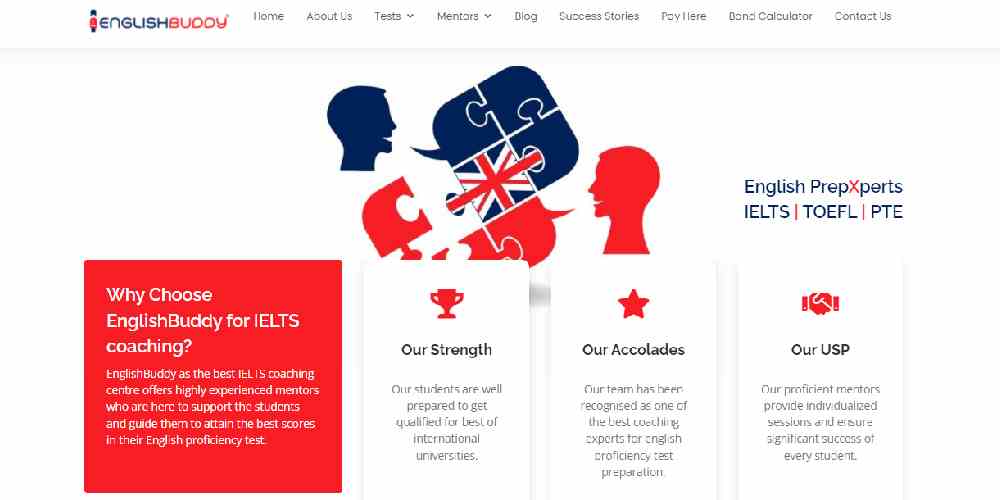 ENGLISHBUDDY
Home About Us Tests Mentors Blog Success Stories Pay Here Band Calculator Contact Us
English PrepXperts
IELTS | TOEFL | PTE
Why Choose
EnglishBuddy for IELTS
coaching?
EnglishBuddy as the best IELTS coaching
centre offers highly experienced mentors
who are here to support the students
and guide them to attain the best scores
in their English proficiency test.
Our Strength
Our students are well
prepared to get
qualified for best of
international
universities.
Our Accolades
Our team has been
recognised as one of
the best coaching
experts for english
proficiency test
preparation.
Our USP
Our proficient mentors
provide individualized
sessions and ensure
significant success of
every student.